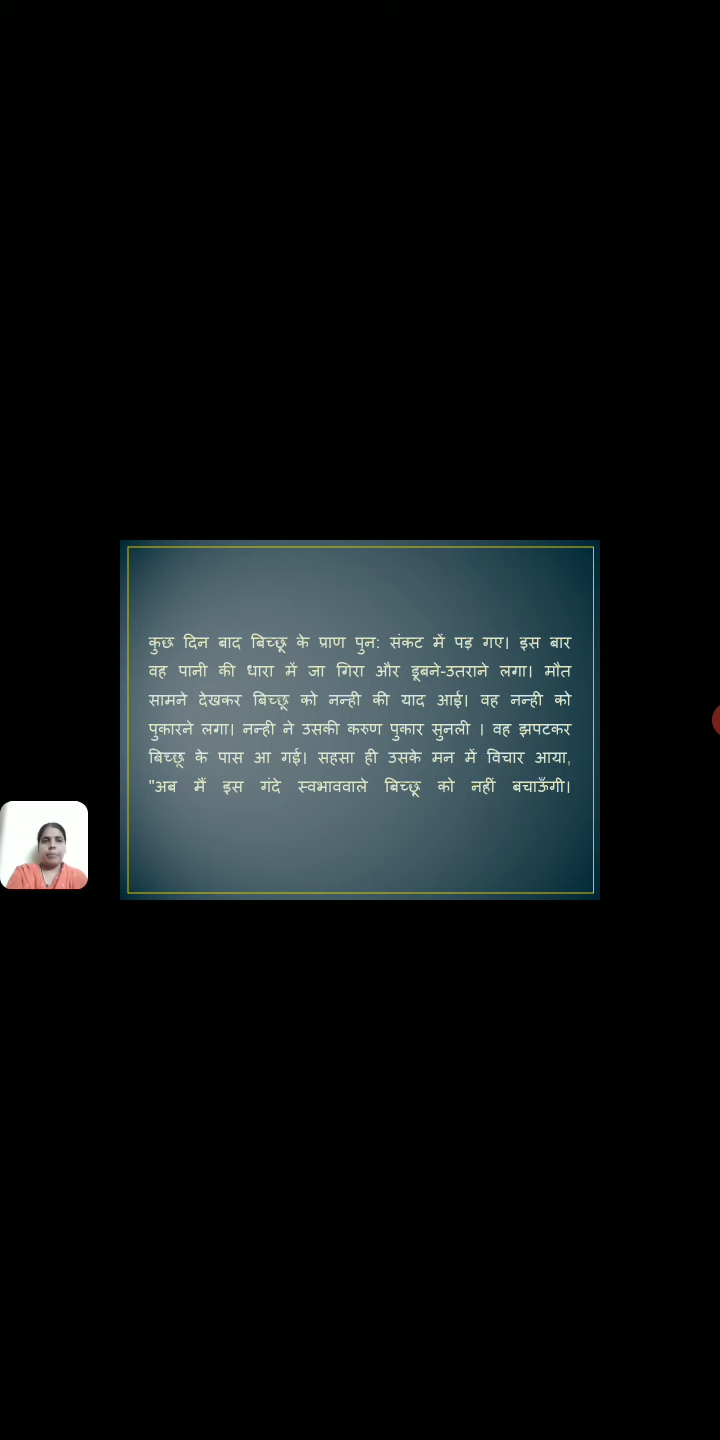 कुछ दिन बाद बिच्छू के प्राण पुन: संकट में पड़ गए। इस बार
वह पानी की धारा में जा गिरा और डूबने-उतराने लगा। मौत
सामने देखकर बिच्छू को नन्ही की याद आई। वह नन्ही को
पुकारने लगा। नन्ही ने उसकी करुण पुकार सुनली । वह झपटकर
बिच्छू के पास आ गई। सहसा ही उसके मन में विचार आया,
"अब मैं इस गंदे स्वभाववाले बिच्छू को नहीं बचाऊँगी।